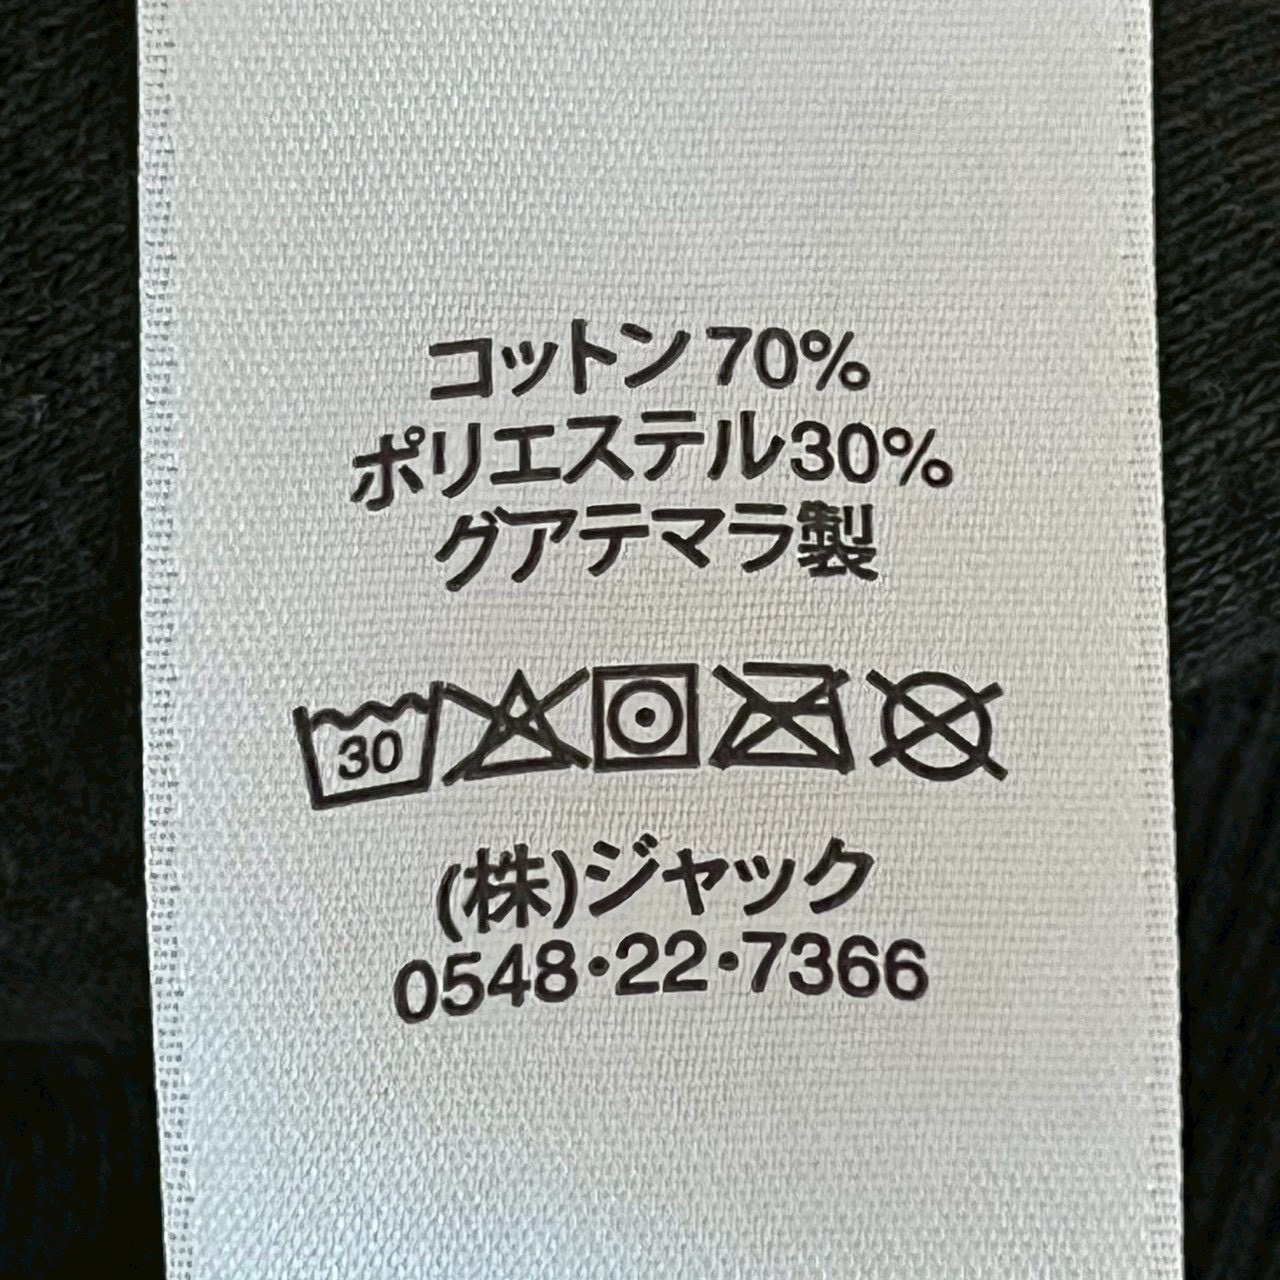 コットン 70%
ポリエステル30%
グアテマラ製
30
(株)ジャック
0548・22・7366